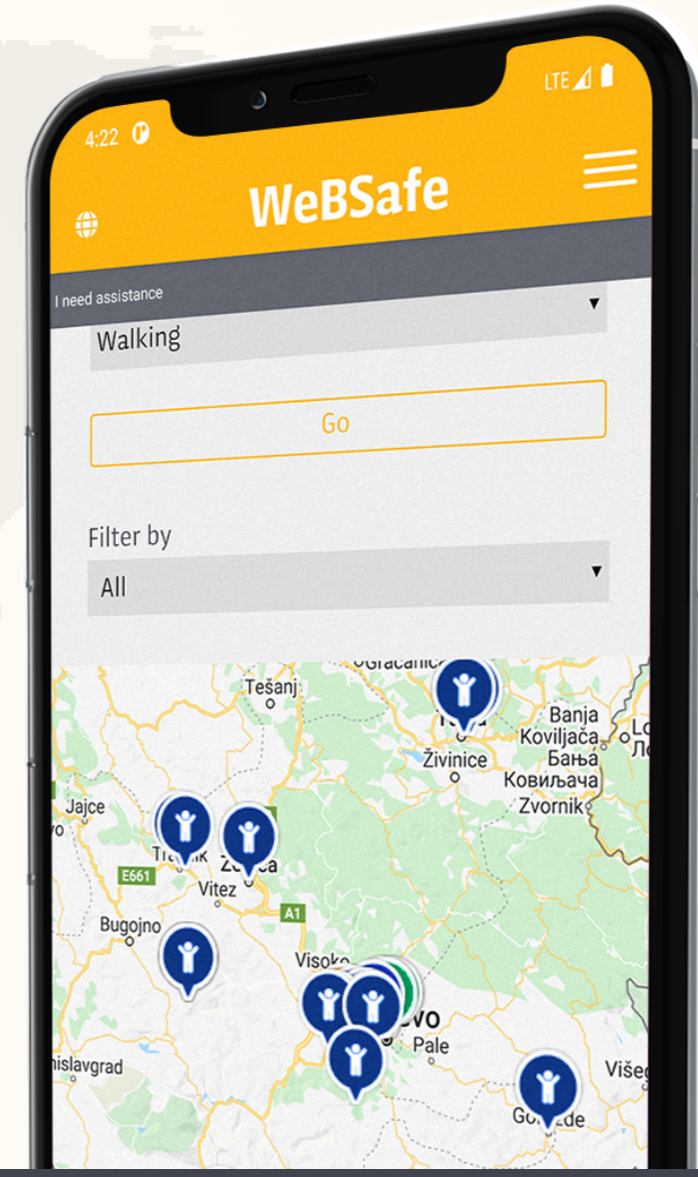 4:22
LTE
WeBSafe
I need assistance
Walking
Go
Filter by
All
Tešanj
Banja
Koviljača
Бања
Ковиљача
Živinice
Zvornik
Jajce
E661
Vitez
A1
Bugojno
Visoko
Pale